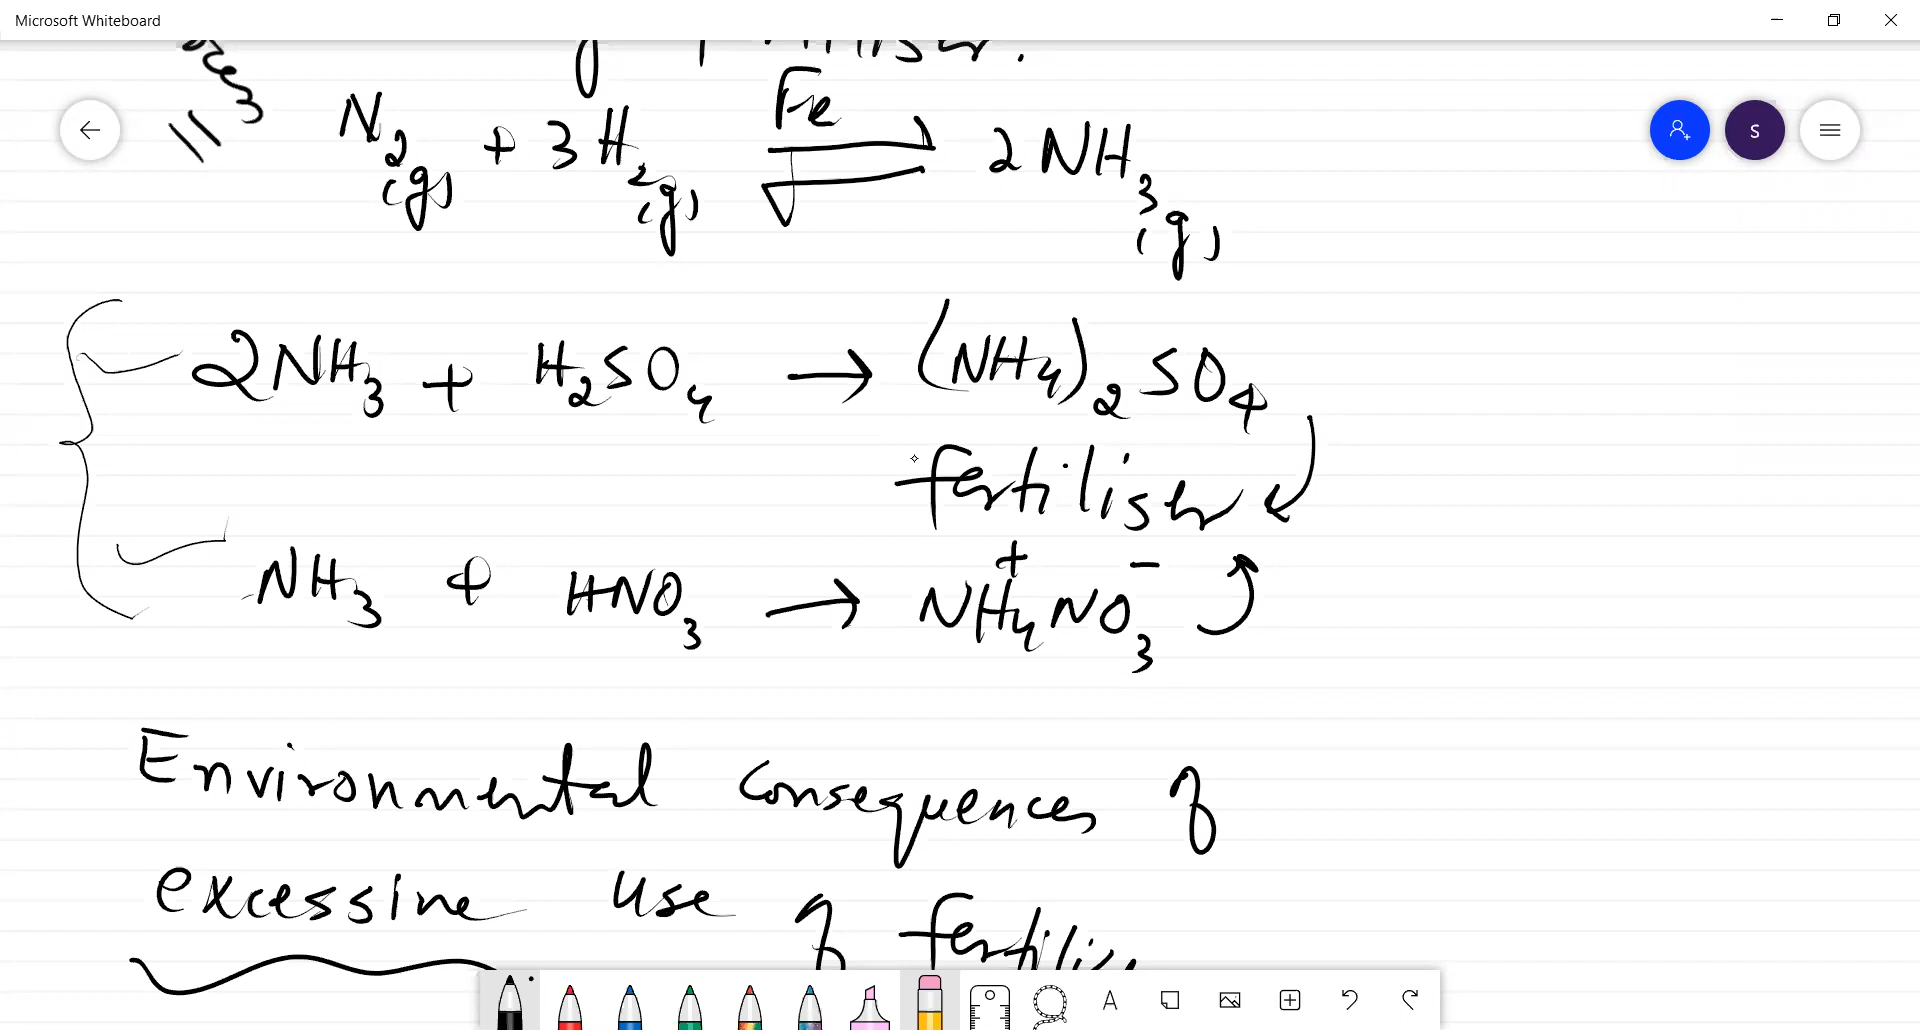 Microsoft Whiteboard
N₂(g) + 3H₂(g) ⇌ 2NH₃(g)
Fe
S
2NH₃ + H₂SO₄ → (NH₄)₂SO₄
fertiliser
NH₃ + HNO₃ → NH₄⁺NO₃⁻
Environmental consequences of
excessive use of fertilis
A